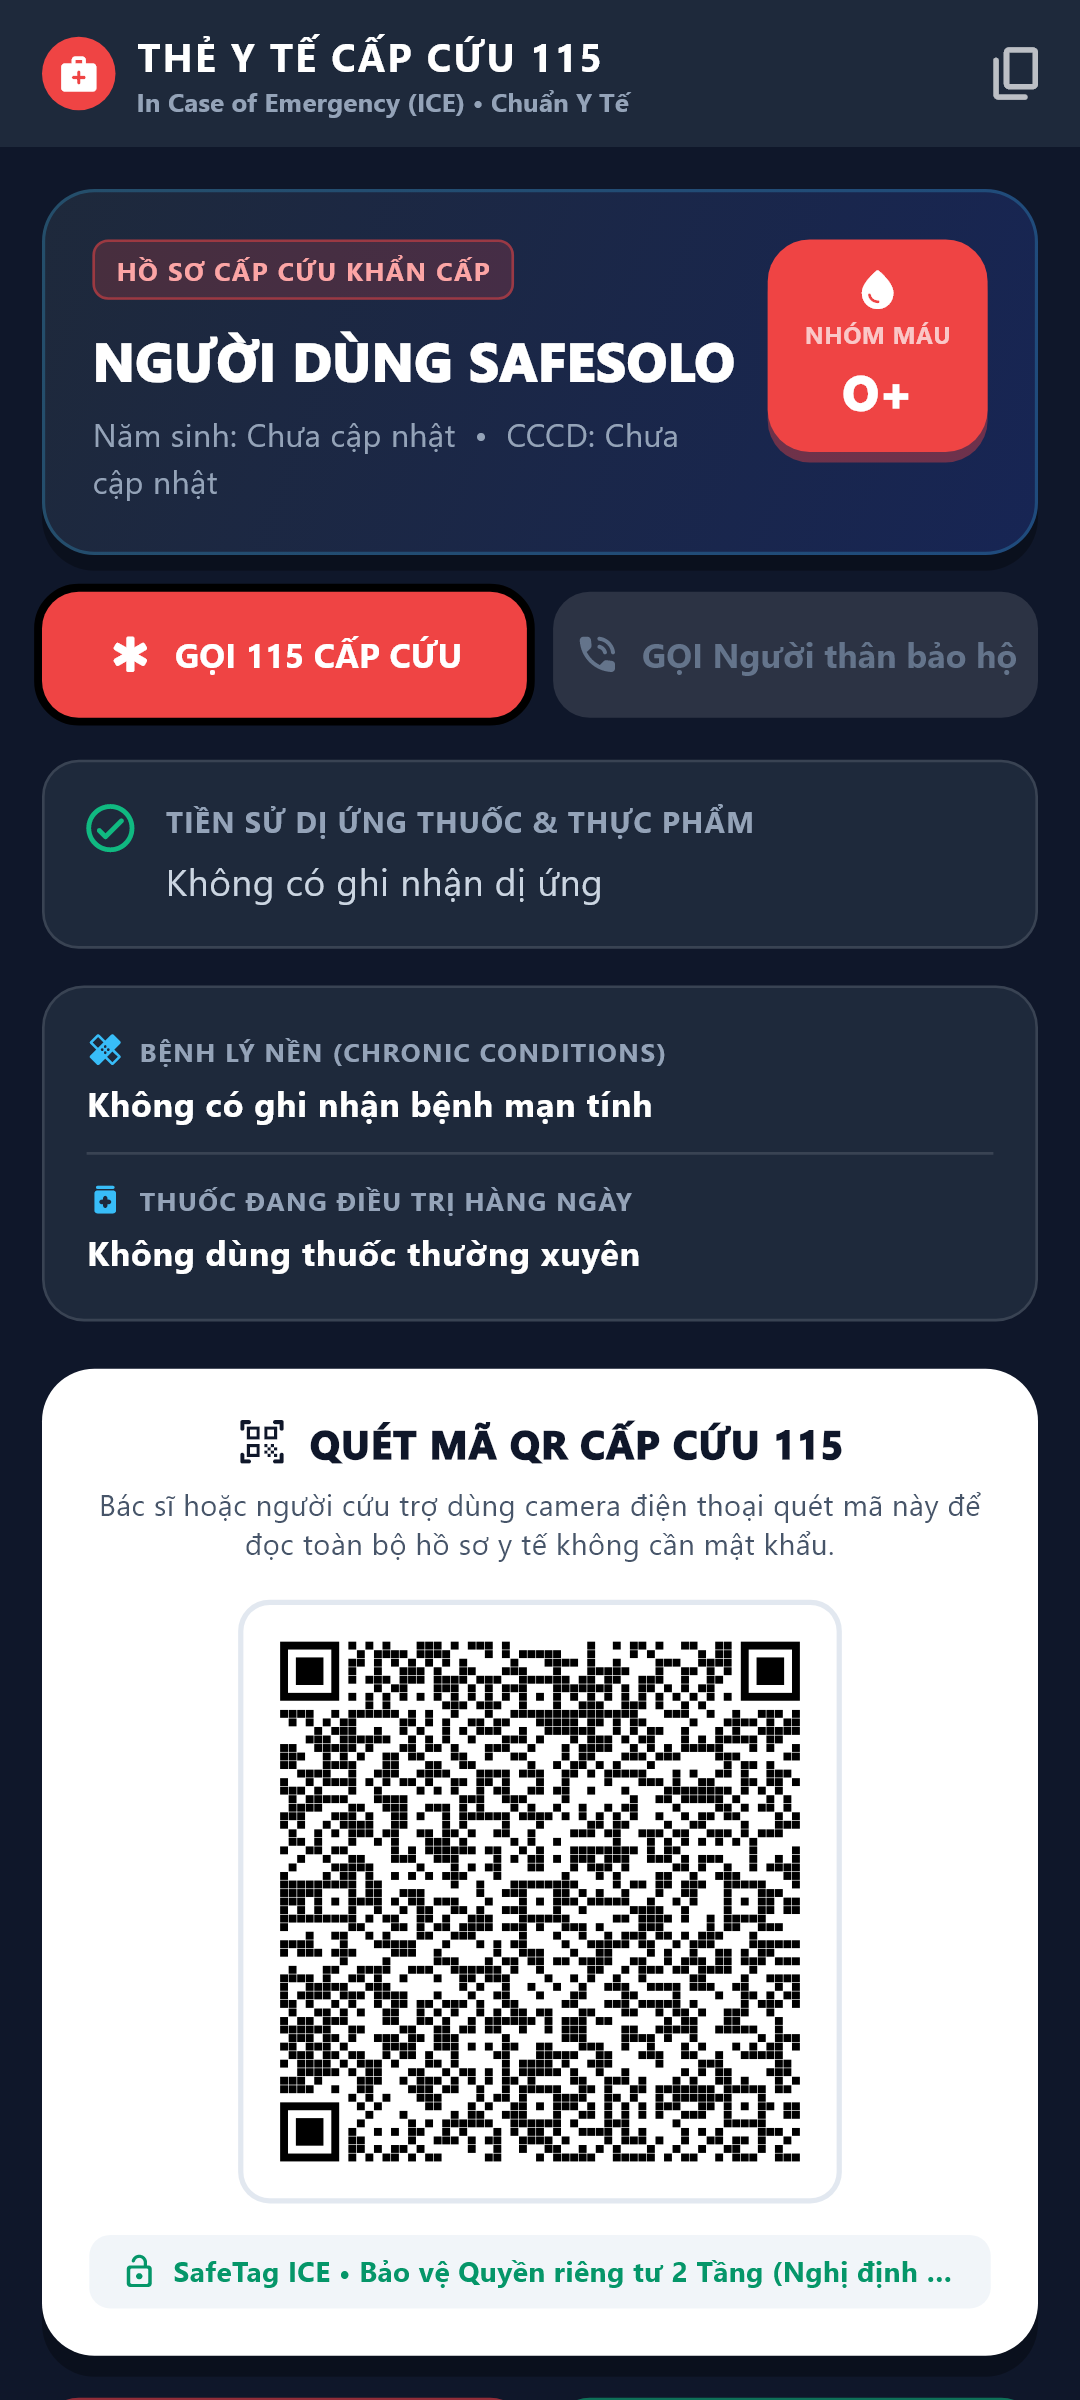 THẺ Y TẾ CẤP CỨU 115
In Case of Emergency (ICE) • Chuẩn Y Tế
HỒ SƠ CẤP CỨU KHẨN CẤP
NGƯỜI DÙNG SAFESOLO
Năm sinh: Chưa cập nhật • CCCD: Chưa
cập nhật
NHÓM MÁU
O+
GỌI 115 CẤP CỨU
GỌI Người thân bảo hộ
TIỀN SỬ DỊ ỨNG THUỐC & THỰC PHẨM
Không có ghi nhận dị ứng
BỆNH LÝ NỀN (CHRONIC CONDITIONS)
Không có ghi nhận bệnh mạn tính
THUỐC ĐANG ĐIỀU TRỊ HÀNG NGÀY
Không dùng thuốc thường xuyên
QUÉT MÃ QR CẤP CỨU 115
Bác sĩ hoặc người cứu trợ dùng camera điện thoại quét mã này để
đọc toàn bộ hồ sơ y tế không cần mật khẩu.
SafeTag ICE • Bảo vệ Quyền riêng tư 2 Tầng (Nghị định ...